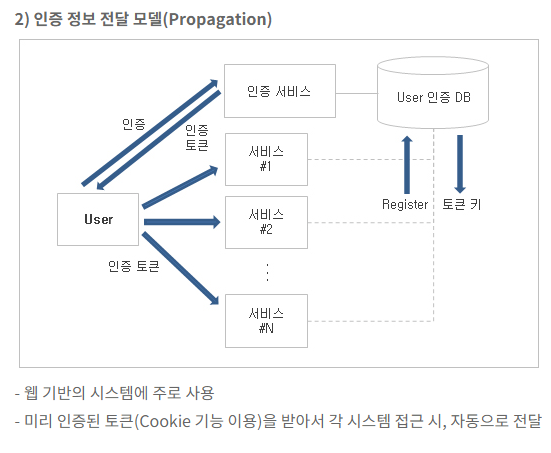 2) 인증 정보 전달 모델(Propagation)
인증 서비스
User 인증 DB
인증
인증
토큰
서비스
#1
Register
토큰 키
User
서비스
#2
인증 토큰
⋮
서비스
#N
- 웹 기반의 시스템에 주로 사용
- 미리 인증된 토큰(Cookie 기능 이용)을 받아서 각 시스템 접근 시, 자동으로 전달